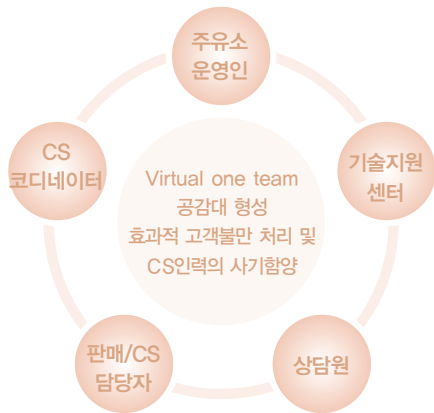 주유소
운영인
CS
코디네이터
기술지원
센터
Virtual one team
공감대 형성
효과적 고객불만 처리 및
CS인력의 사기함양
판매/CS
담당자
상담원